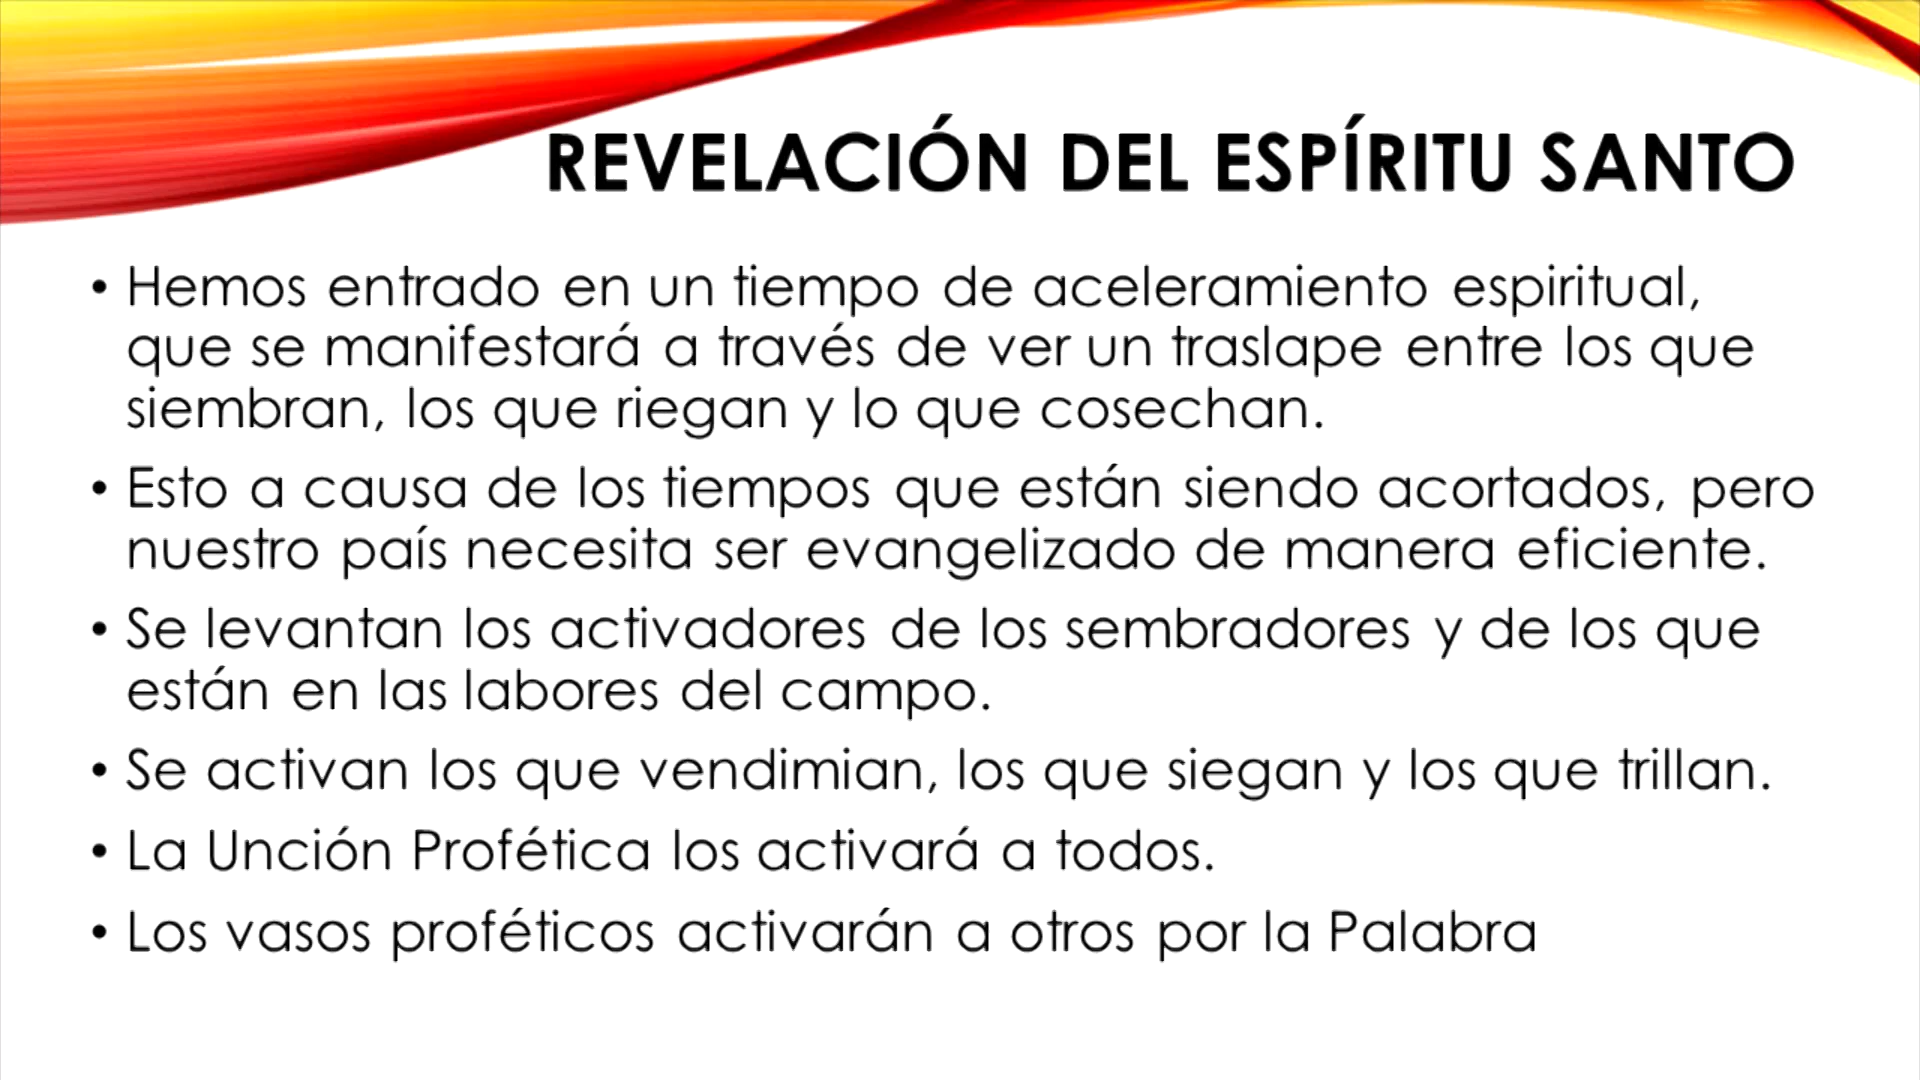 REVELACIÓN DEL ESPÍRITU SANTO
• Hemos entrado en un tiempo de aceleramiento espiritual,
que se manifestará a través de ver un traslape entre los que
siembran, los que riegan y lo que cosechan.
• Esto a causa de los tiempos que están siendo acortados, pero
nuestro país necesita ser evangelizado de manera eficiente.
• Se levantan los activadores de los sembradores y de los que
están en las labores del campo.
• Se activan los que vendimian, los que siegan y los que trillan.
• La Unción Profética los activará a todos.
• Los vasos proféticos activarán a otros por la Palabra